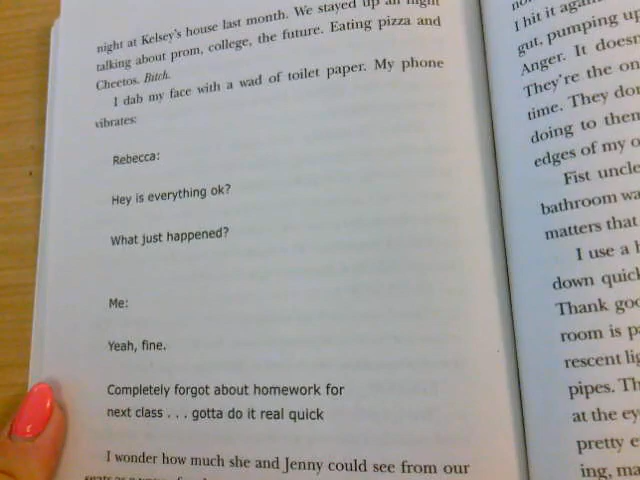 night at Kelsey's house last month. We stayed up all night
talking about prom, college, the future. Eating pizza and
Cheetos. Bitch.
I dab my face with a wad of toilet paper. My phone
vibrates:
Rebecca:
Hey is everything ok?
What just happened?
Me:
Yeah, fine.
Completely forgot about homework for
next class . . . gotta do it real quick
I wonder how much she and Jenny could see from our
I hit it again
gut, pumping up
Anger. It doesn
They're the on
time. They don
doing to then
edges of my o
Fist uncle
bathroom wa
matters that
I use a
down quick
Thank goo
room is p
rescent lig
pipes. Th
at the ey
pretty e
ing, ma